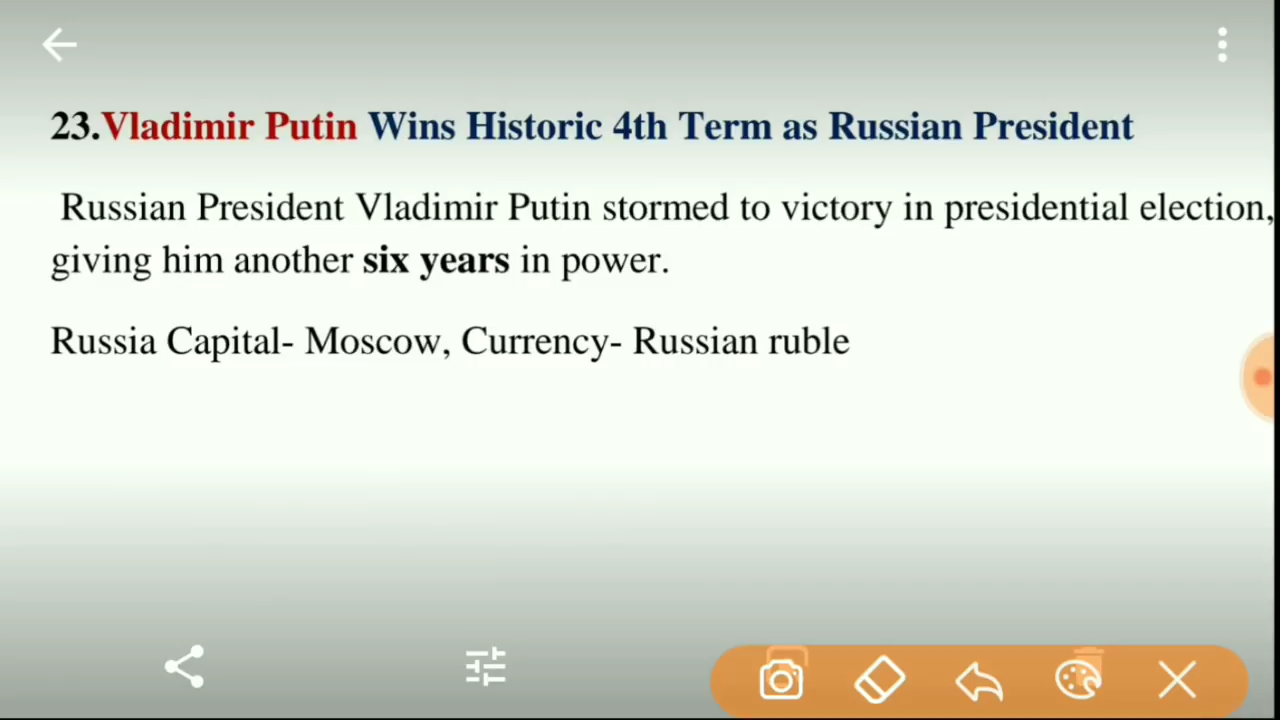 23.Vladimir Putin Wins Historic 4th Term as Russian President
Russian President Vladimir Putin stormed to victory in presidential election,
giving him another six years in power.
Russia Capital- Moscow, Currency- Russian ruble